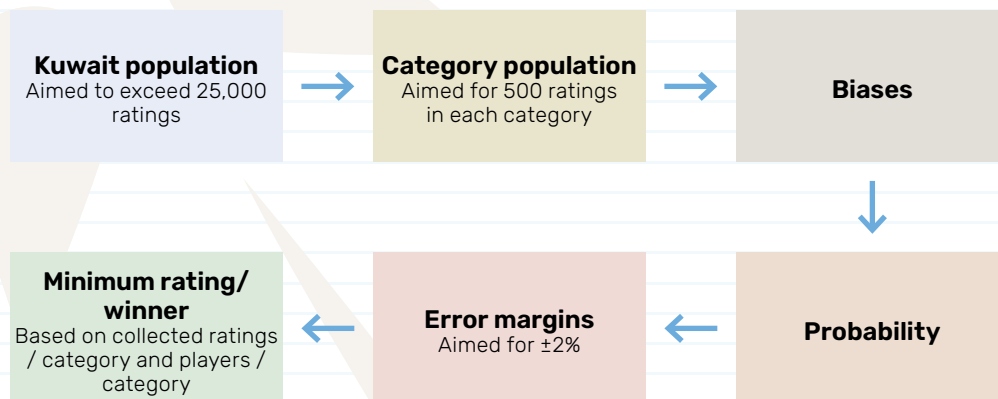 Kuwait population
Aimed to exceed 25,000
ratings
Category population
Aimed for 500 ratings
in each category
Biases
Probability
Error margins
Aimed for ±2%
Minimum rating/
winner
Based on collected ratings
/ category and players /
category